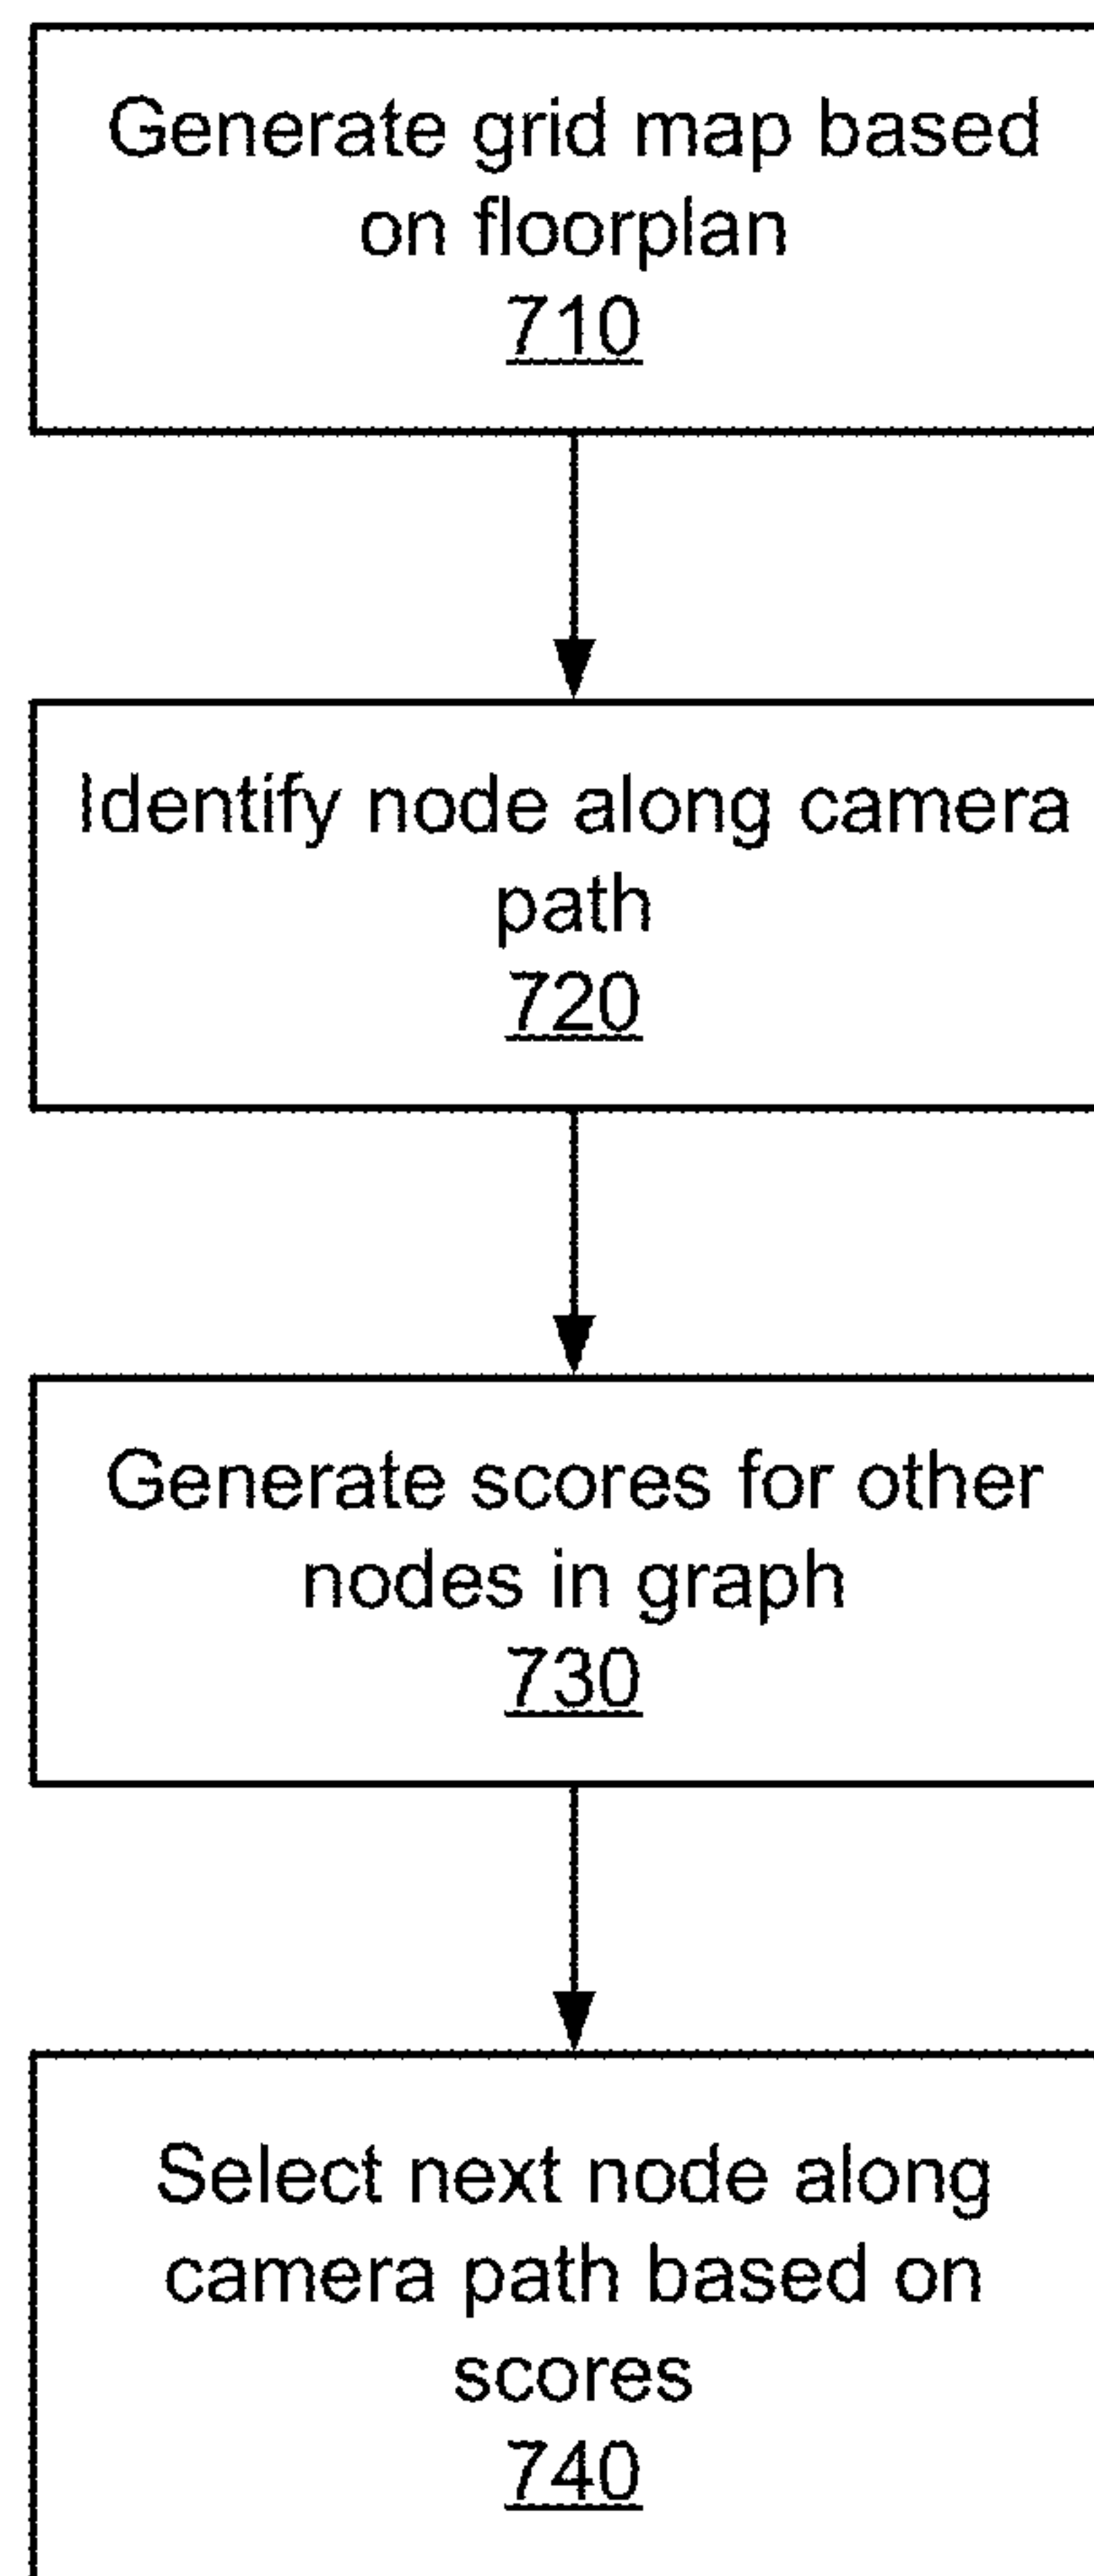 Generate grid map based
on floorplan
710
Identify node along camera
path
720
Generate scores for other
nodes in graph
730
Select next node along
camera path based on
scores
740